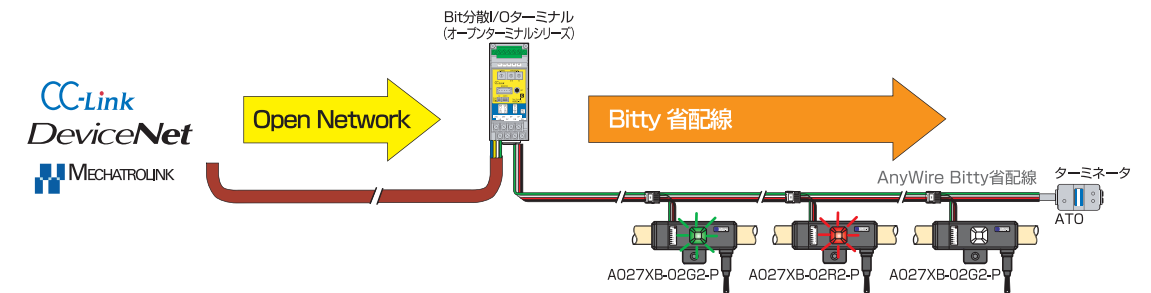 Bit分散I/Oターミナル
（オープンターミナルシリーズ）
CC-Link
DeviceNet
MECHATROLINK
Open Network
Bitty 省配線
AnyWire Bitty省配線
ターミネータ
ATO
A027XB-02G2-P
A027XB-02R2-P
A027XB-02G2-P